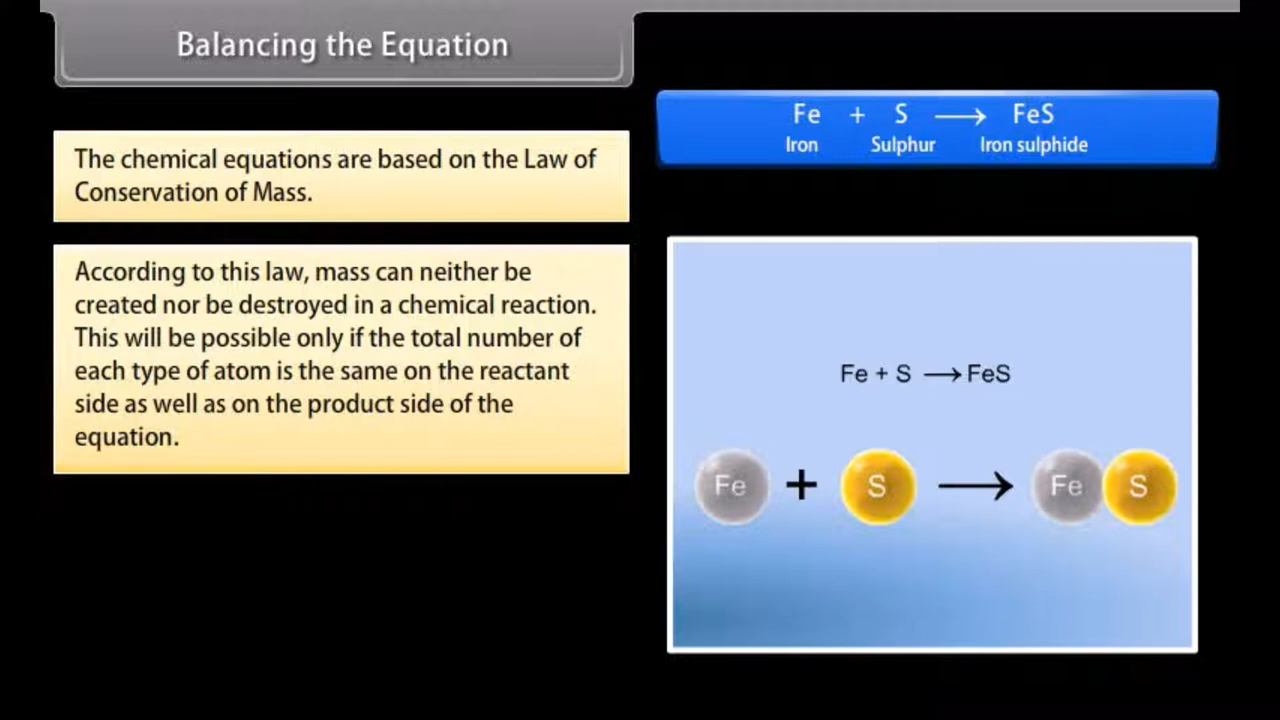 Balancing the Equation
The chemical equations are based on the Law of
Conservation of Mass.
According to this law, mass can neither be
created nor be destroyed in a chemical reaction.
This will be possible only if the total number of
each type of atom is the same on the reactant
side as well as on the product side of the
equation.
Fe + S ⟶ FeS
Iron Sulphur Iron sulphide
Fe + S ⟶ FeS
Fe + S ⟶ Fe S